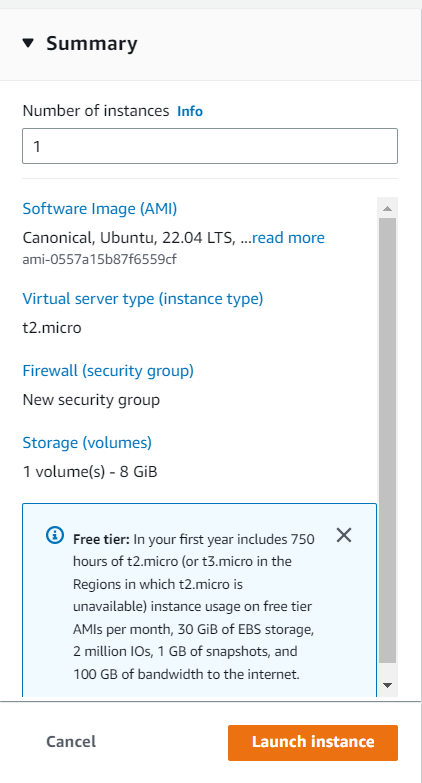 Summary
Number of instances Info
1
Software Image (AMI)
Canonical, Ubuntu, 22.04 LTS, ...read more
ami-0557a15b87f6559cf
Virtual server type (instance type)
t2.micro
Firewall (security group)
New security group
Storage (volumes)
1 volume(s) - 8 GiB
Free tier: In your first year includes 750
hours of t2.micro (or t3.micro in the
Regions in which t2.micro is
unavailable) instance usage on free tier
AMIs per month, 30 GiB of EBS storage,
2 million IOs, 1 GB of snapshots, and
100 GB of bandwidth to the internet.
Cancel
Launch instance